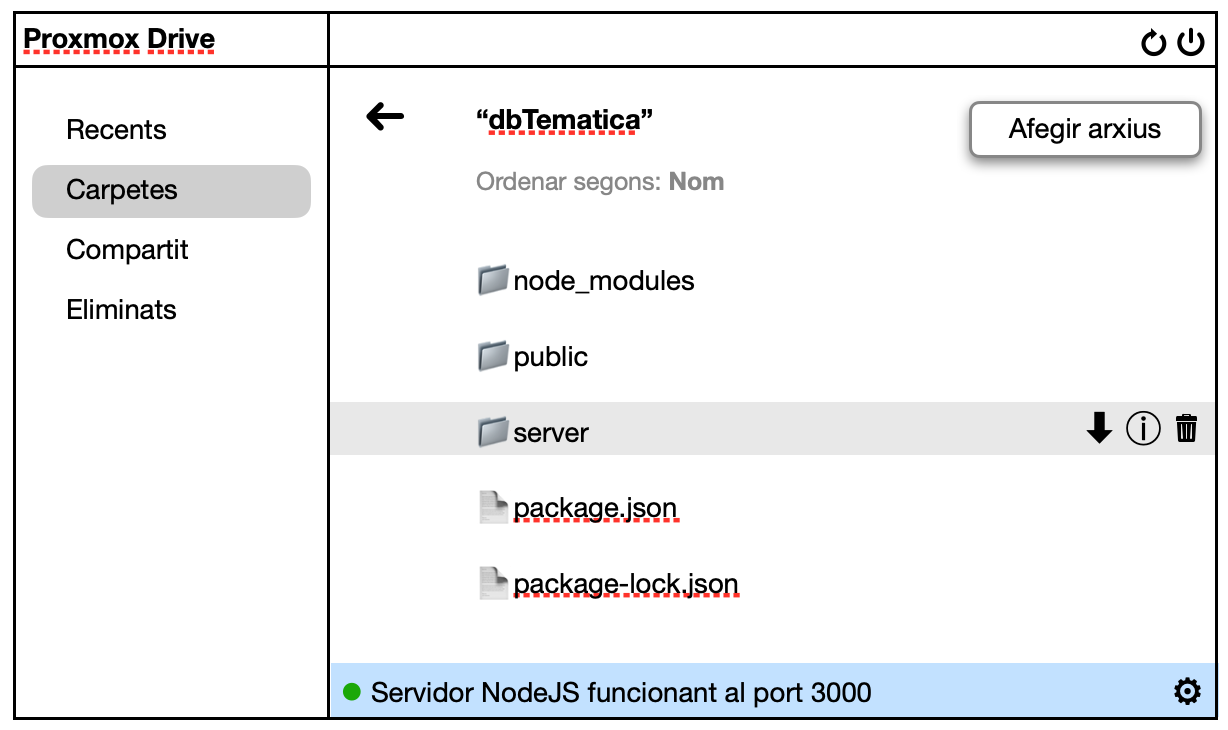 Proxmox Drive
Recents
Carpetes
Compartit
Eliminats
“dbTematica”
Afegir arxius
Ordenar segons: Nom
node_modules
public
server
package.json
package-lock.json
Servidor NodeJS funcionant al port 3000